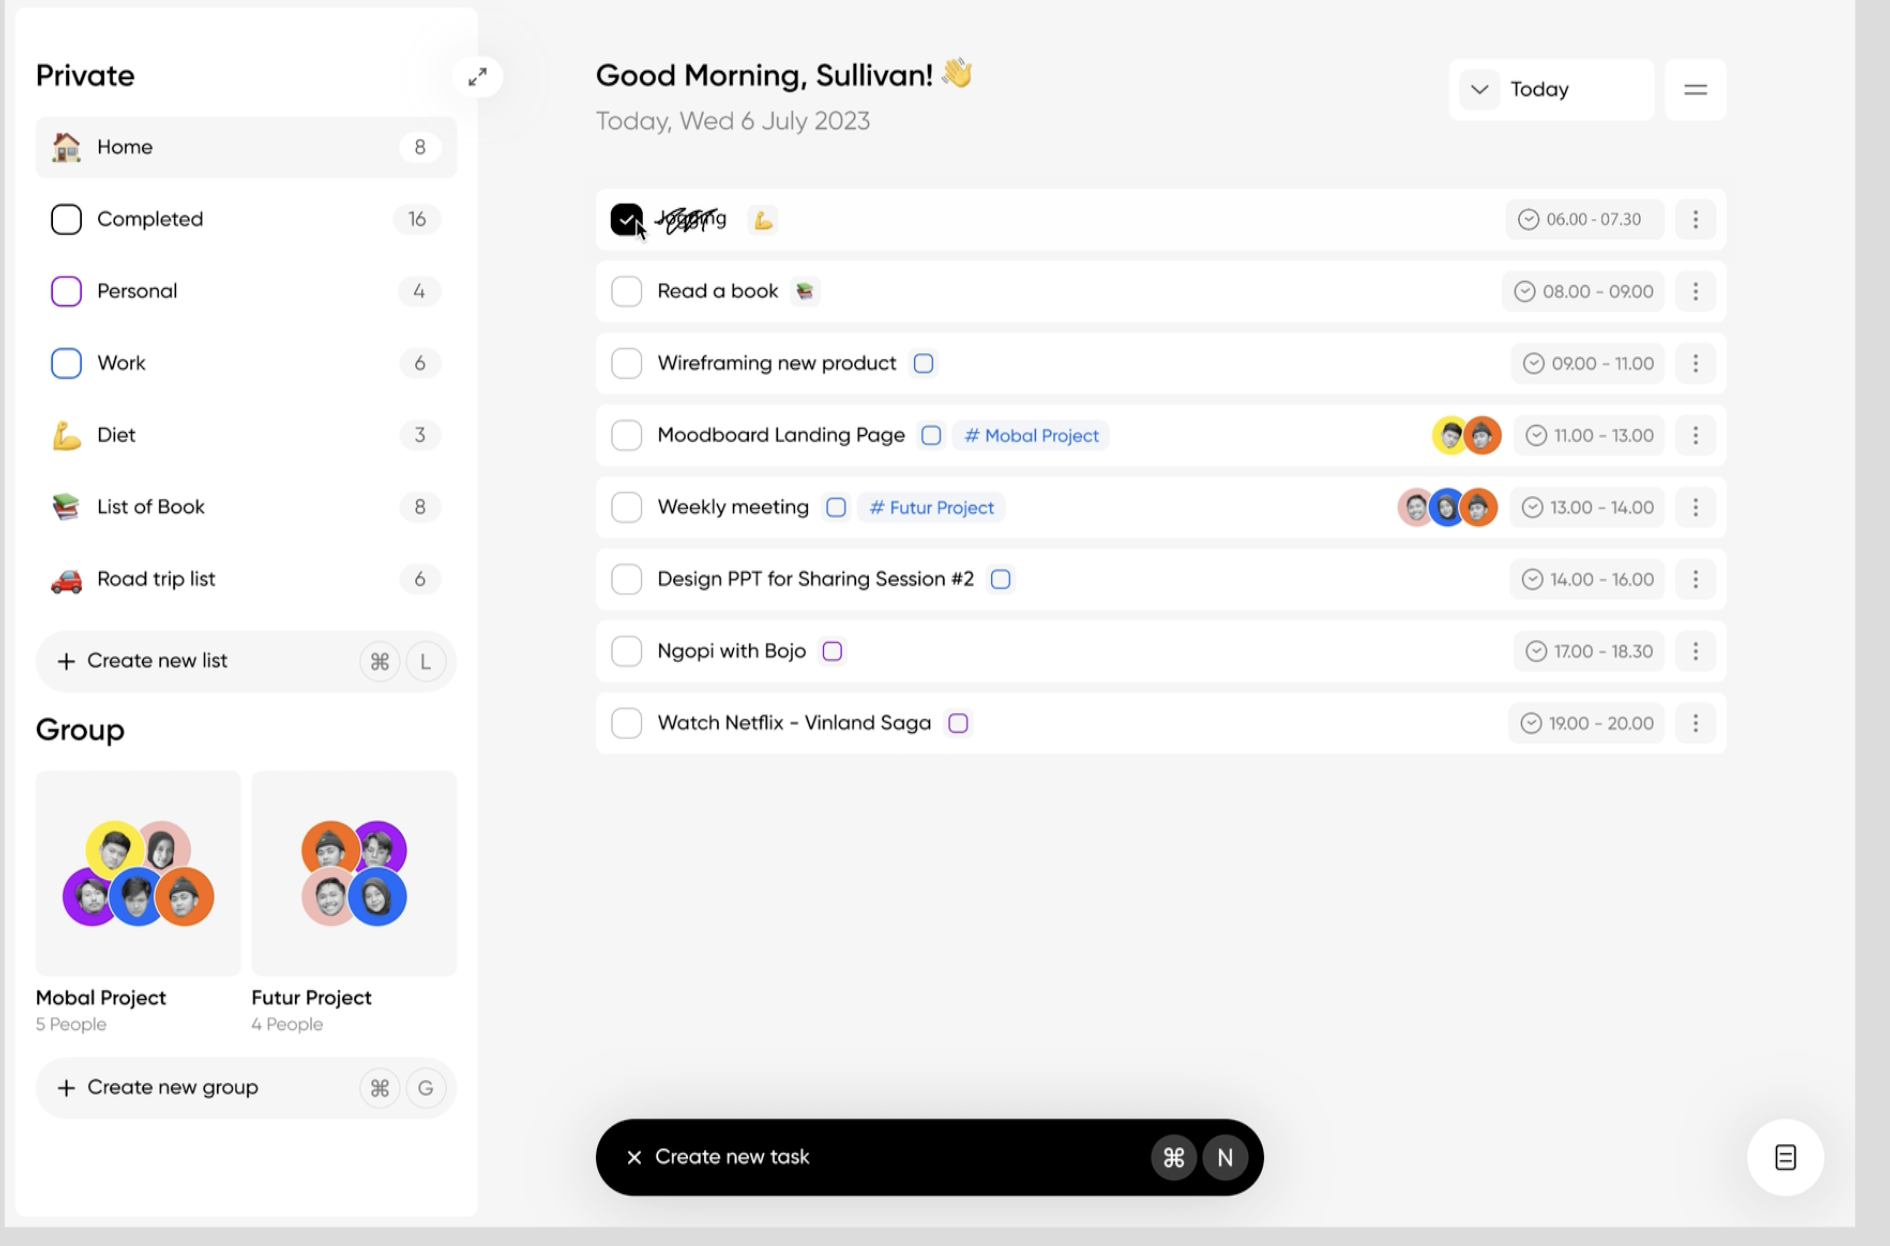 Private
Home 8
Completed 16
Personal 4
Work 6
Diet 3
List of Book 8
Road trip list 6
+ Create new list ⌘ L
Group
Mobal Project
5 People
Futur Project
4 People
+ Create new group ⌘ G
Good Morning, Sullivan! 👋
Today, Wed 6 July 2023
Today
Jogging 06.00 - 07.30
Read a book 08.00 - 09.00
Wireframing new product 09.00 - 11.00
Moodboard Landing Page # Mobal Project 11.00 - 13.00
Weekly meeting # Futur Project 13.00 - 14.00
Design PPT for Sharing Session #2 14.00 - 16.00
Ngopi with Bojo 17.00 - 18.30
Watch Netflix - Vinland Saga 19.00 - 20.00
Create new task ⌘ N